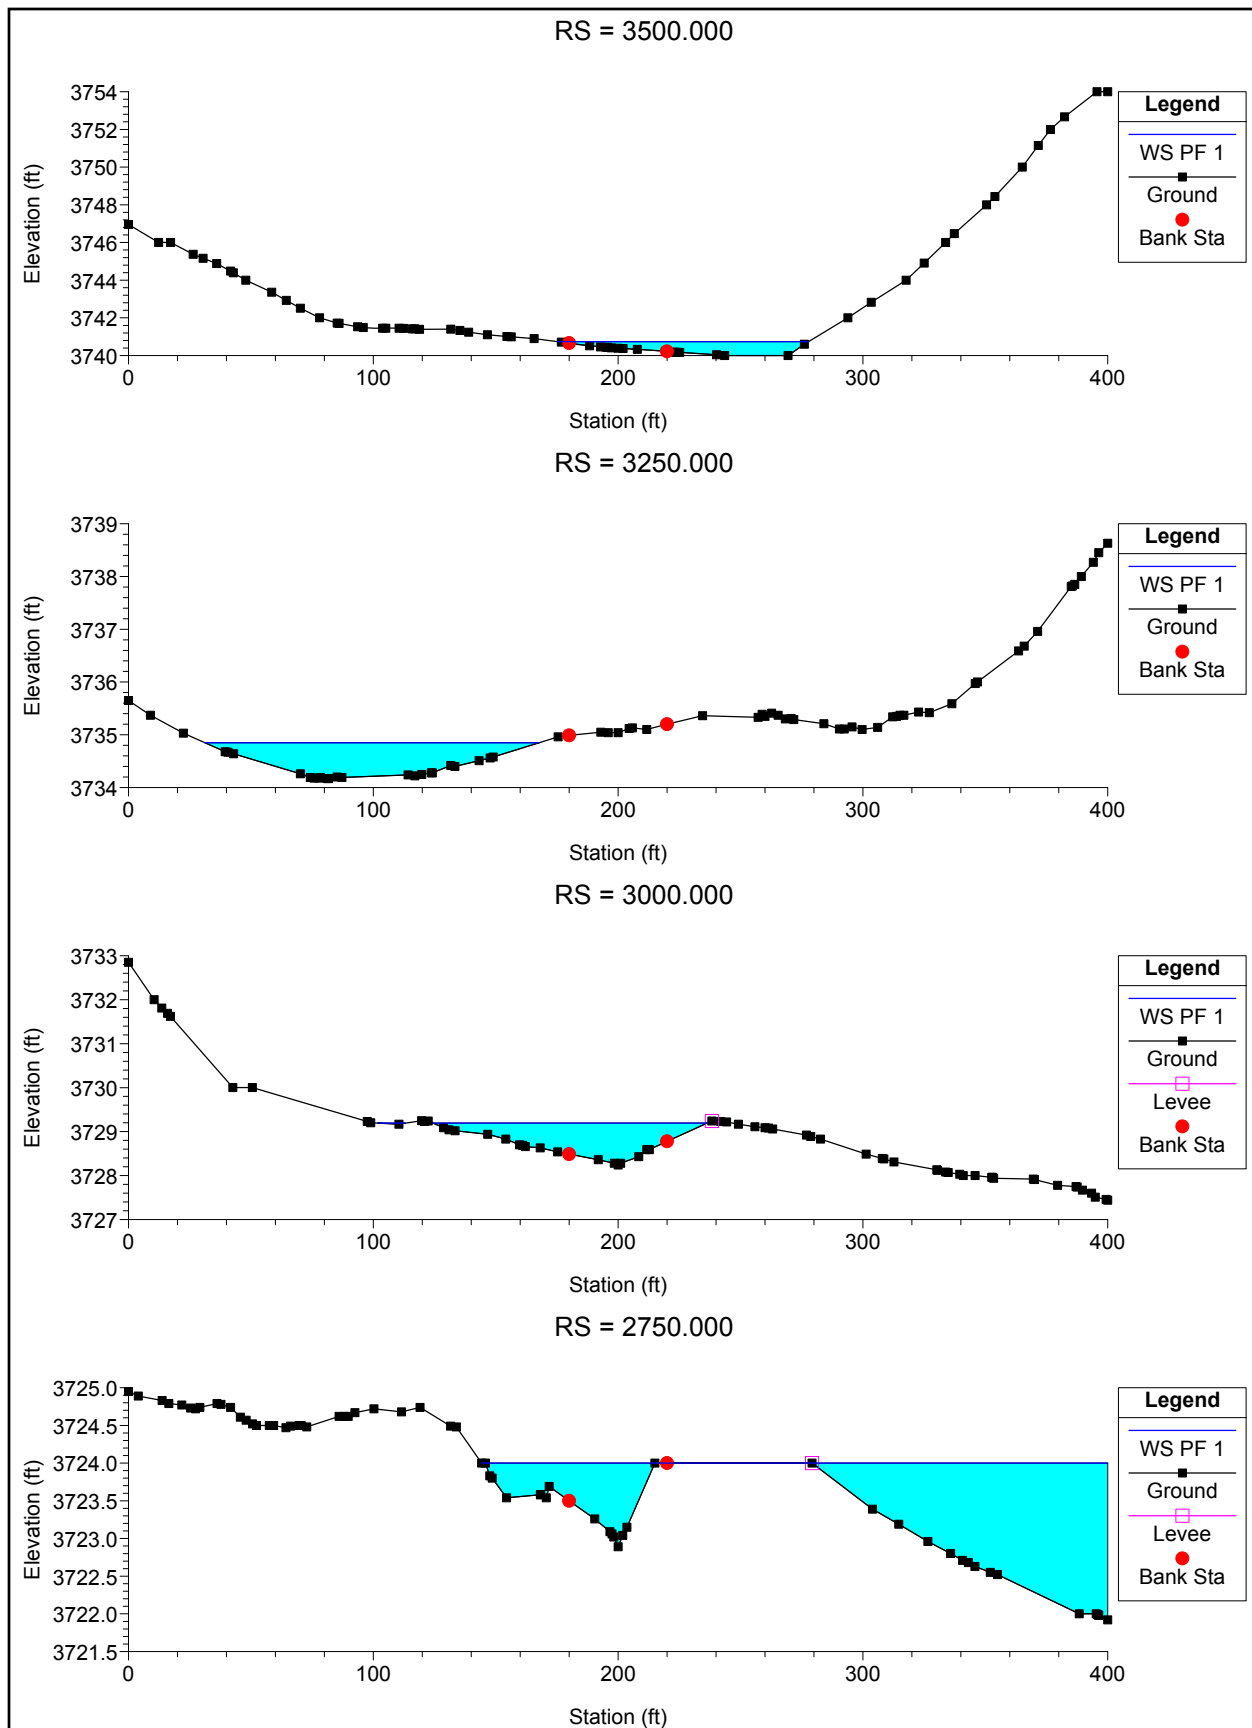 RS = 3500.000
Elevation (ft)
3754
3752
3750
3748
3746
3744
3742
3740
0 100 200 300 400
Station (ft)
Legend
WS PF 1
Ground
Bank Sta
RS = 3250.000
Elevation (ft)
3739
3738
3737
3736
3735
3734
0 100 200 300 400
Station (ft)
Legend
WS PF 1
Ground
Bank Sta
RS = 3000.000
Elevation (ft)
3733
3732
3731
3730
3729
3728
3727
0 100 200 300 400
Station (ft)
Legend
WS PF 1
Ground
Levee
Bank Sta
RS = 2750.000
Elevation (ft)
3725.0
3724.5
3724.0
3723.5
3723.0
3722.5
3722.0
3721.5
0 100 200 300 400
Station (ft)
Legend
WS PF 1
Ground
Levee
Bank Sta